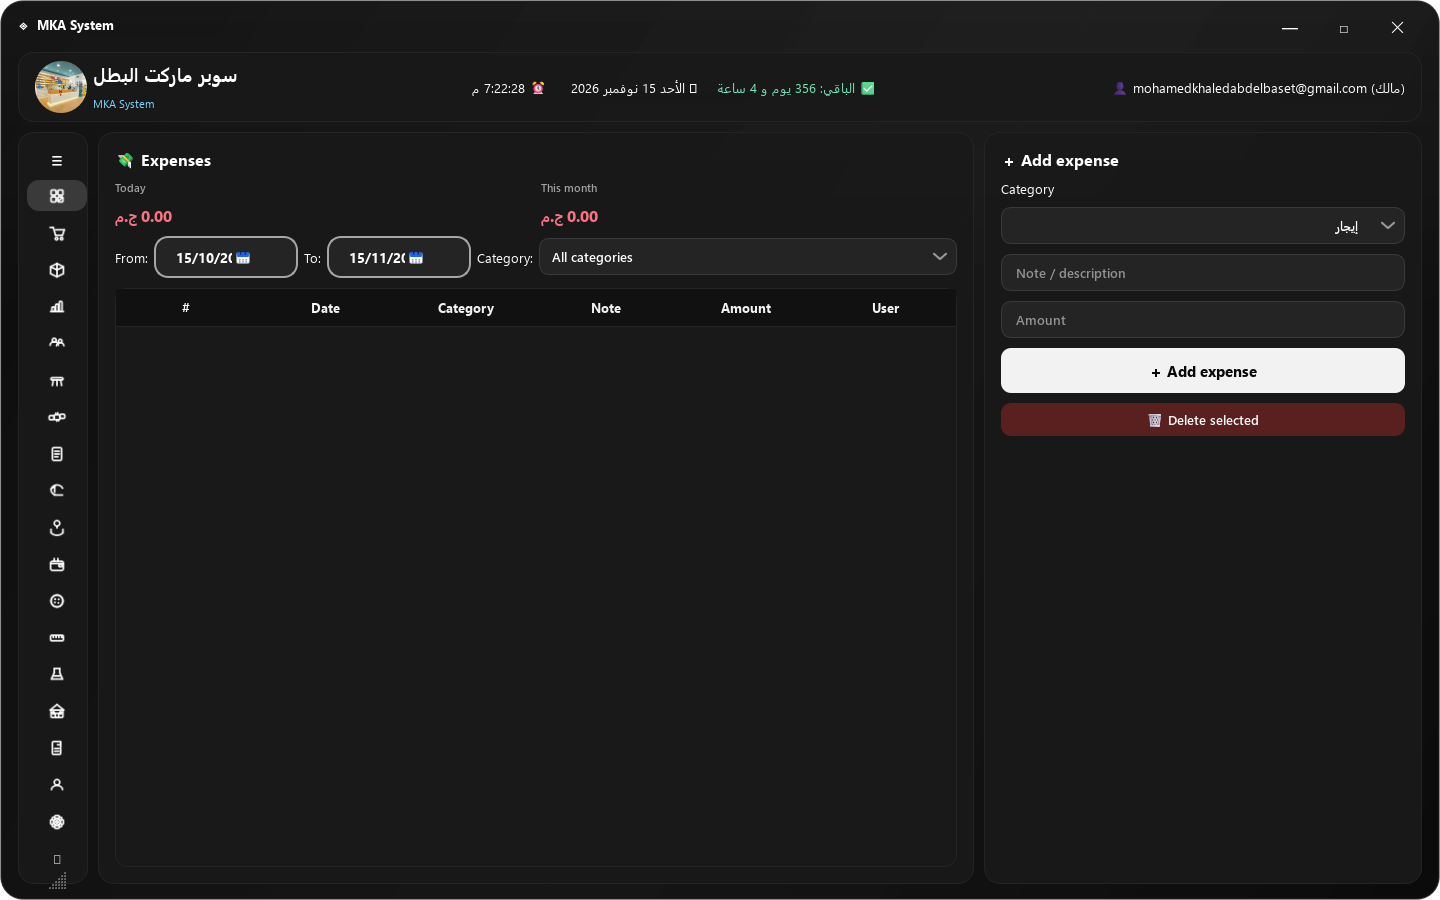 MKA System
سوبر ماركت البطل
MKA System
7:22:28 م
الأحد 15 نوفمبر 2026
الباقي: 356 يوم و 4 ساعة
mohamedkhaledabdelbaset@gmail.com (مالك)
Expenses
Today
This month
0.00 ج.م
0.00 ج.م
From: 15/10/20 To: 15/11/20 Category: All categories
# Date Category Note Amount User
+ Add expense
Category
إيجار
Note / description
Amount
+ Add expense
Delete selected